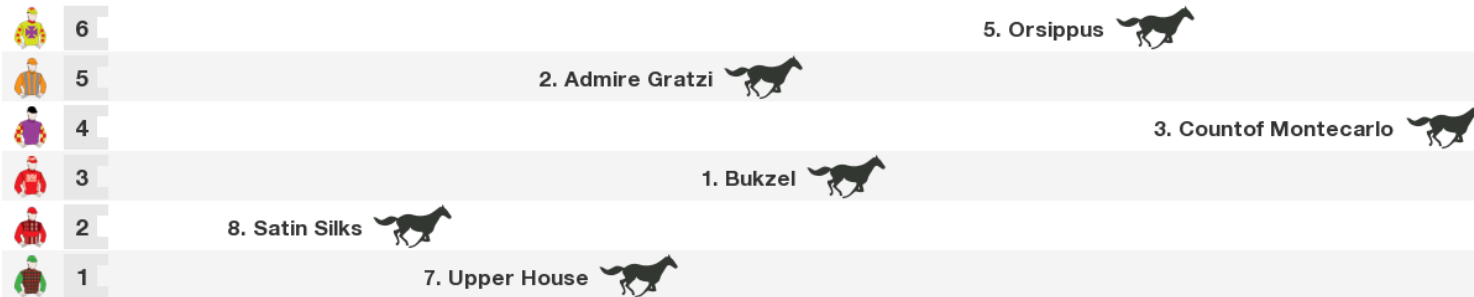 6 5. Orsippus
5 2. Admire Gratzi
4 3. Countof Montecarlo
3 1. Bukzel
2 8. Satin Silks
1 7. Upper House